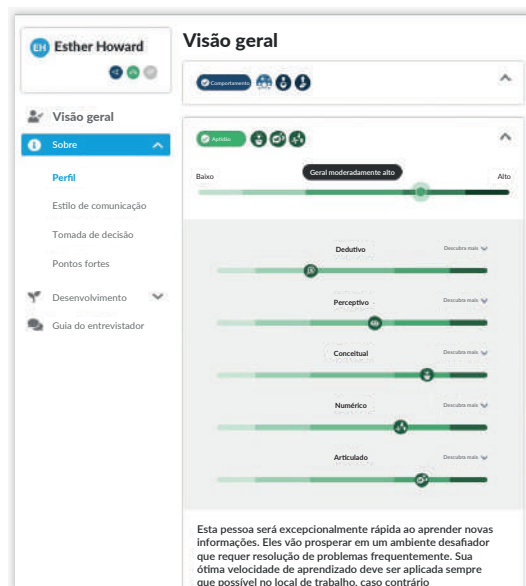 EH Esther Howard
Visão geral
Comportamento
Visão geral
Sobre
Perfil
Estilo de comunicação
Tomada de decisão
Pontos fortes
Desenvolvimento
Guia do entrevistador
Aptidão
Geral moderadamente alto
Baixo
Alto
Dedutivo
Descubra mais
Perceptivo
Descubra mais
Conceitual
Descubra mais
Numérico
Descubra mais
Articulado
Descubra mais
Esta pessoa será excepcionalmente rápida ao aprender novas
informações. Eles vão prosperar em um ambiente desafiador
que requer resolução de problemas frequentemente. Sua
ótima velocidade de aprendizado deve ser aplicada sempre
que possível no local de trabalho, caso contrário